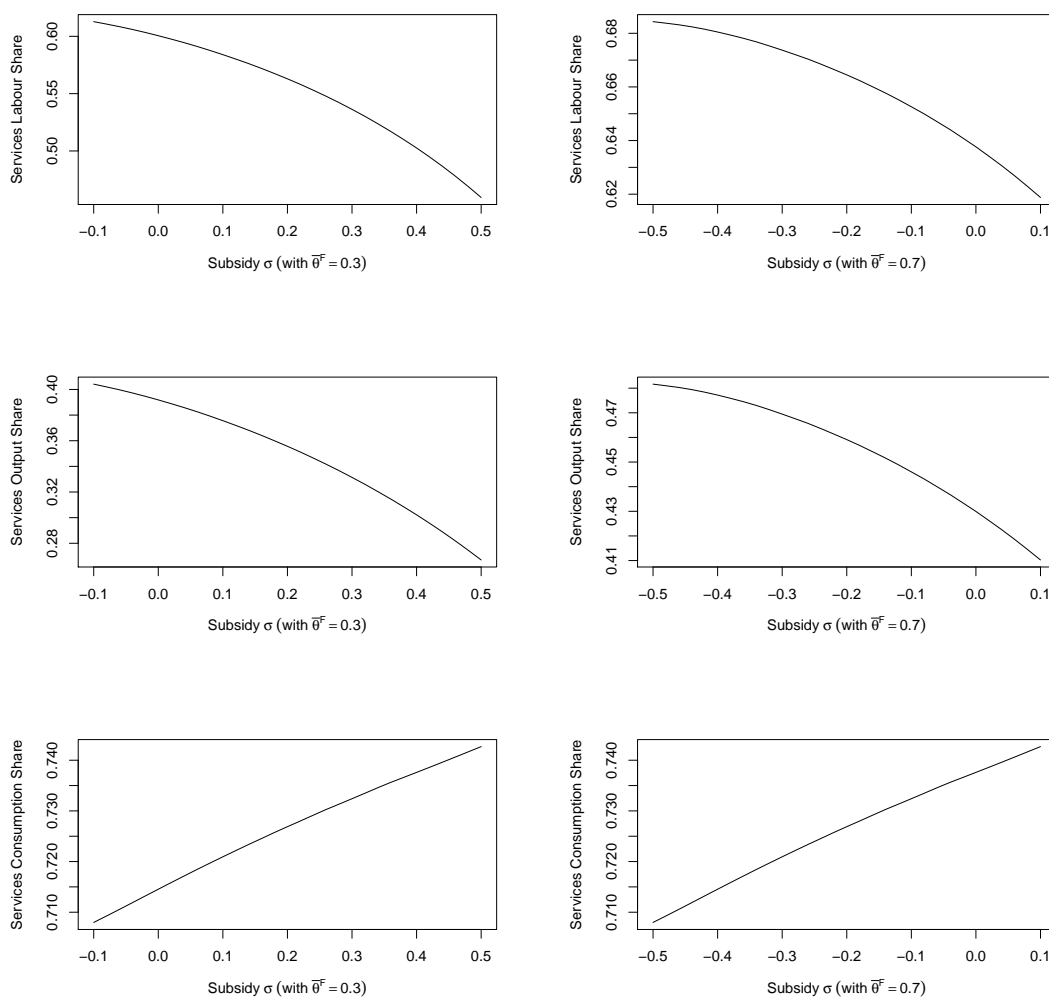 Services Labour Share
0.50 0.55 0.60
−0.1 0.0 0.1 0.2 0.3 0.4 0.5
Subsidy σ (with θ̅ᶠ = 0.3)
Services Labour Share
0.62 0.64 0.66 0.68
−0.5 −0.4 −0.3 −0.2 −0.1 0.0 0.1
Subsidy σ (with θ̅ᶠ = 0.7)
Services Output Share
0.28 0.32 0.36 0.40
−0.1 0.0 0.1 0.2 0.3 0.4 0.5
Subsidy σ (with θ̅ᶠ = 0.3)
Services Output Share
0.41 0.43 0.45 0.47
−0.5 −0.4 −0.3 −0.2 −0.1 0.0 0.1
Subsidy σ (with θ̅ᶠ = 0.7)
Services Consumption Share
0.710 0.720 0.730 0.740
−0.1 0.0 0.1 0.2 0.3 0.4 0.5
Subsidy σ (with θ̅ᶠ = 0.3)
Services Consumption Share
0.710 0.720 0.730 0.740
−0.5 −0.4 −0.3 −0.2 −0.1 0.0 0.1
Subsidy σ (with θ̅ᶠ = 0.7)